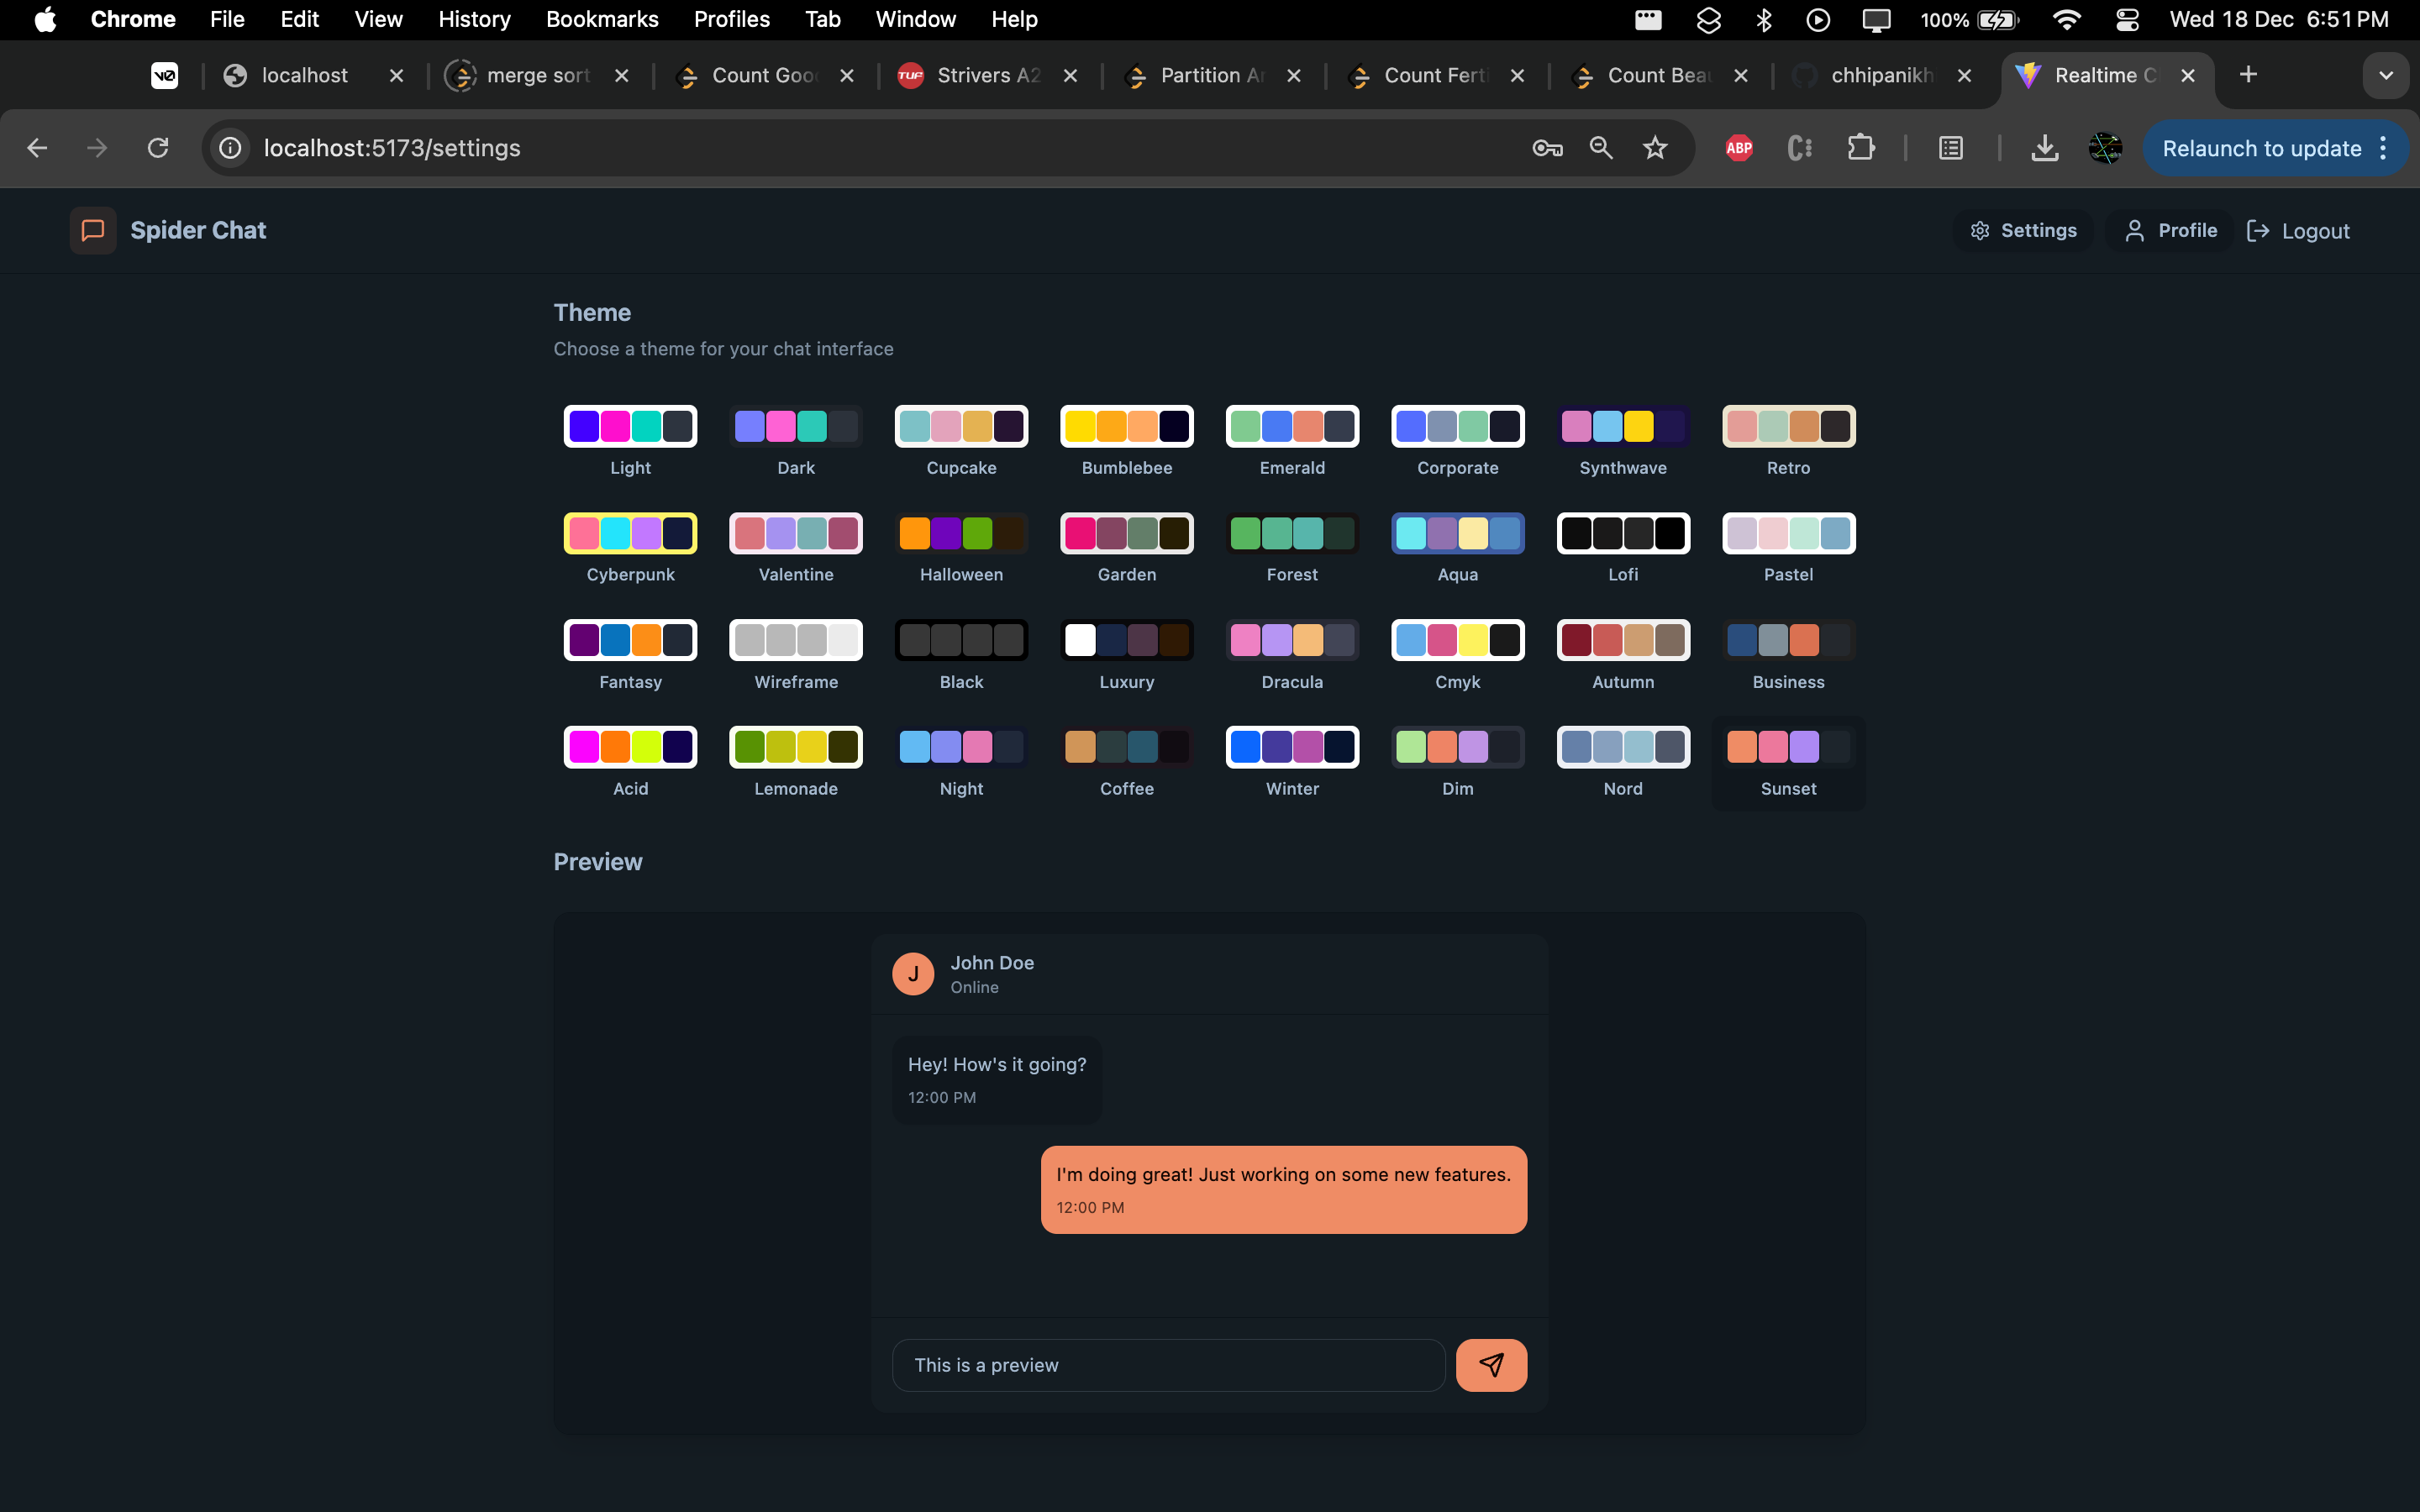 Chrome File Edit View History Bookmarks Profiles Tab Window Help 100% Wed 18 Dec 6:51 PM
localhost merge sort Count Goo Strivers A2 Partition Ar Count Ferti Count Bea chhipanikh Realtime C
localhost:5173/settings ABP Relaunch to update
Spider Chat Settings Profile Logout
Theme
Choose a theme for your chat interface
Light Dark Cupcake Bumblebee Emerald Corporate Synthwave Retro
Cyberpunk Valentine Halloween Garden Forest Aqua Lofi Pastel
Fantasy Wireframe Black Luxury Dracula Cmyk Autumn Business
Acid Lemonade Night Coffee Winter Dim Nord Sunset
Preview
J John Doe
Online
Hey! How's it going?
12:00 PM
I'm doing great! Just working on some new features.
12:00 PM
This is a preview